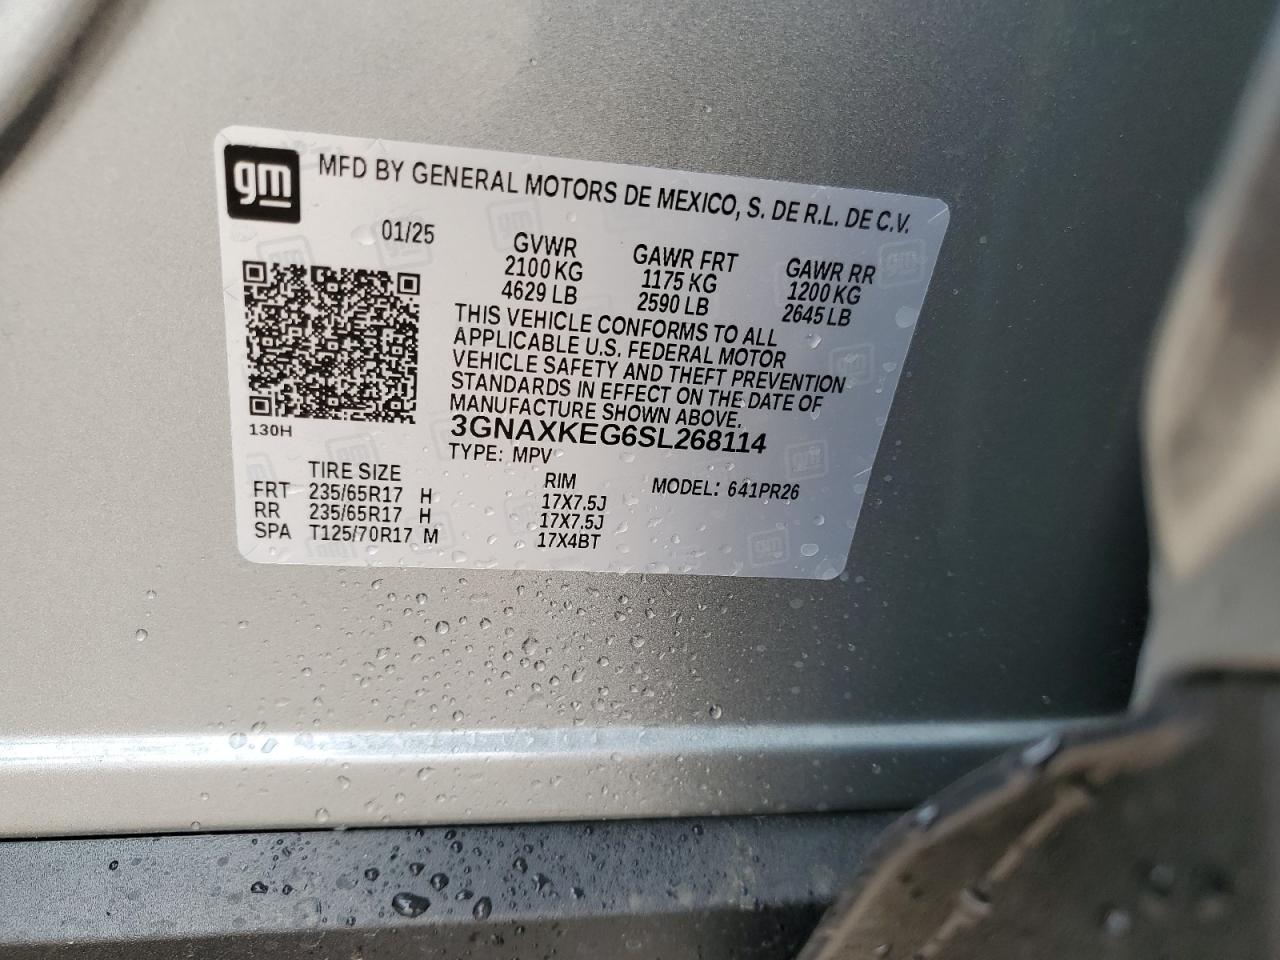 gm
MFD BY GENERAL MOTORS DE MEXICO, S. DE R.L. DE C.V.
01/25
GVWR GAWR FRT GAWR RR
2100 KG 1175 KG 1200 KG
4629 LB 2590 LB 2645 LB
THIS VEHICLE CONFORMS TO ALL
APPLICABLE U.S. FEDERAL MOTOR
VEHICLE SAFETY AND THEFT PREVENTION
STANDARDS IN EFFECT ON THE DATE OF
MANUFACTURE SHOWN ABOVE.
130H
3GNAXKEG6SL268114
TYPE: MPV
TIRE SIZE RIM MODEL: 641PR26
FRT 235/65R17 H 17X7.5J
RR 235/65R17 H 17X7.5J
SPA T125/70R17 M 17X4BT